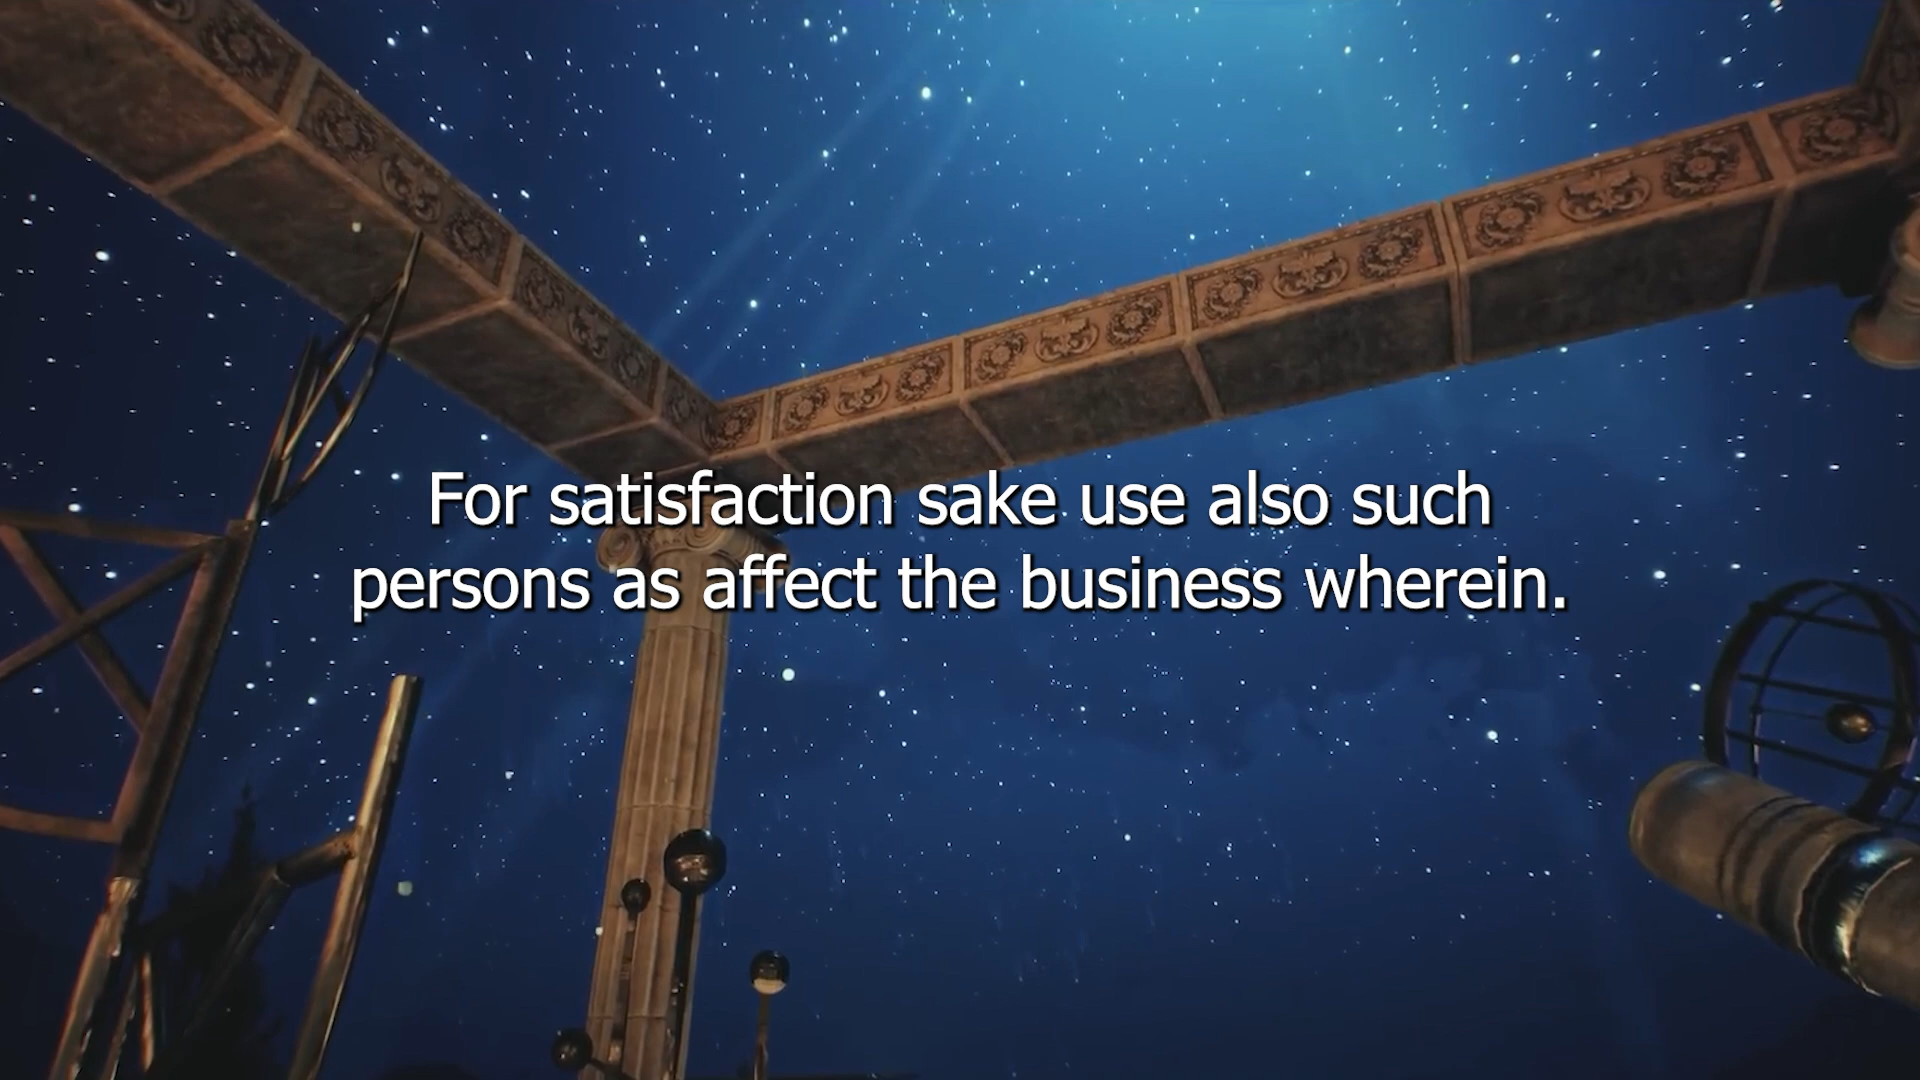 For satisfaction sake use also such
persons as affect the business wherein.